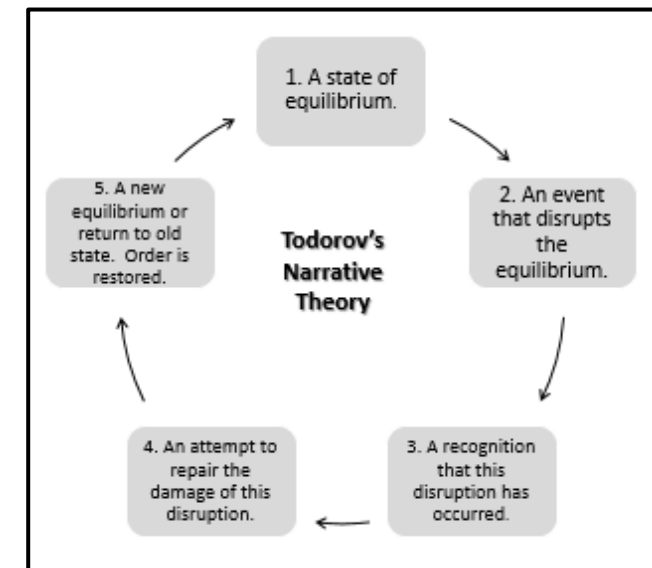 1. A state of
equilibrium.
2. An event
that disrupts
the
equilibrium.
3. A recognition
that this
disruption has
occurred.
4. An attempt to
repair the
damage of this
disruption.
5. A new
equilibrium or
return to old
state. Order is
restored.
Todorov's
Narrative
Theory